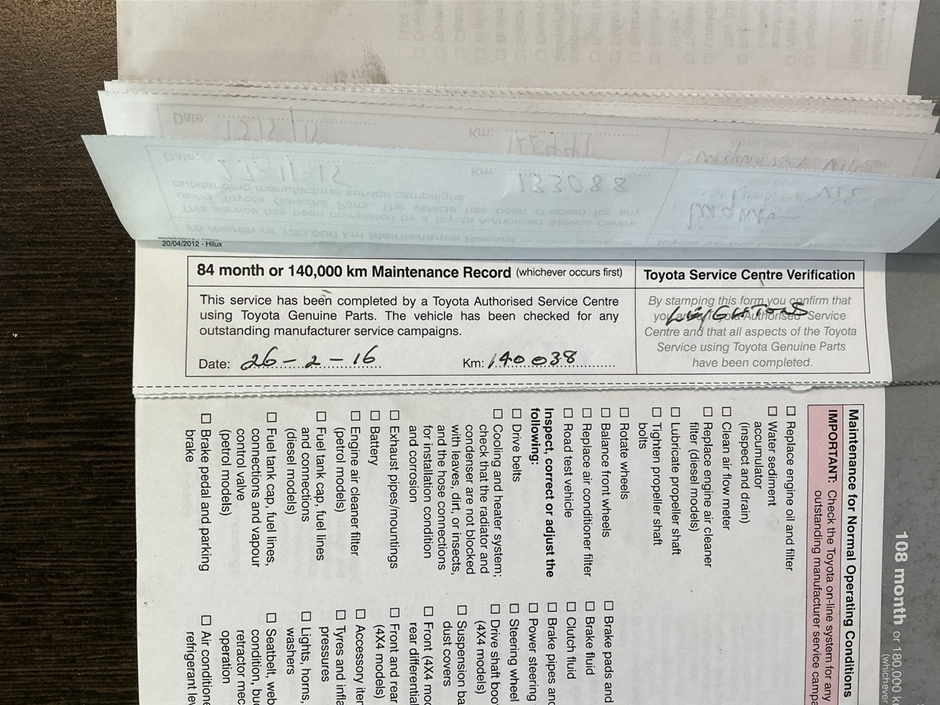 20/04/2012 - Hilux
84 month or 140,000 km Maintenance Record (whichever occurs first)
This service has been completed by a Toyota Authorised Service Centre
using Toyota Genuine Parts. The vehicle has been checked for any
outstanding manufacturer service campaigns.
Date: 26-2-16 Km: 140038
Toyota Service Centre Verification
By stamping this form you confirm that
Authorised Service
Centre and that all aspects of the Toyota
Service using Toyota Genuine Parts
have been completed.
133088
108 month or 180,000 k
(whichever
Maintenance for Normal Operating Conditions
IMPORTANT: Check the Toyota on-line system for any
outstanding manufacturer service campa
Replace engine oil and filter
Water sediment
accumulator
(inspect and drain)
Clean air flow meter
Replace engine air cleaner
filter (diesel models)
Lubricate propeller shaft
Tighten propeller shaft
bolts
Rotate wheels
Balance front wheels
Replace air conditioner filter
Road test vehicle
Inspect, correct or adjust the
following:
Drive belts
Cooling and heater system;
check that the radiator and
condenser are not blocked
with leaves, dirt, or insects,
and the hose connections
for installation condition
and corrosion
Exhaust pipes/mountings
Battery
Engine air cleaner filter
(petrol models)
Fuel tank cap, fuel lines
and connections
(diesel models)
Fuel tank cap, fuel lines,
connections and vapour
control valve
(petrol models)
Brake pedal and parking
brake
Brake pads and
Brake fluid
Brake pipes and
Clutch fluid
Power steering
Steering wheel
Drive shaft boo
(4X4 models)
Suspension ba
dust covers
Front (4X4 mod
rear differential
Front and rear
(4X4 models)
Accessory iter
Tyres and infla
pressures
Lights, horns,
washers
Seatbelt, web
condition, bu
retractor mec
operation
Air conditione
refrigerant lev